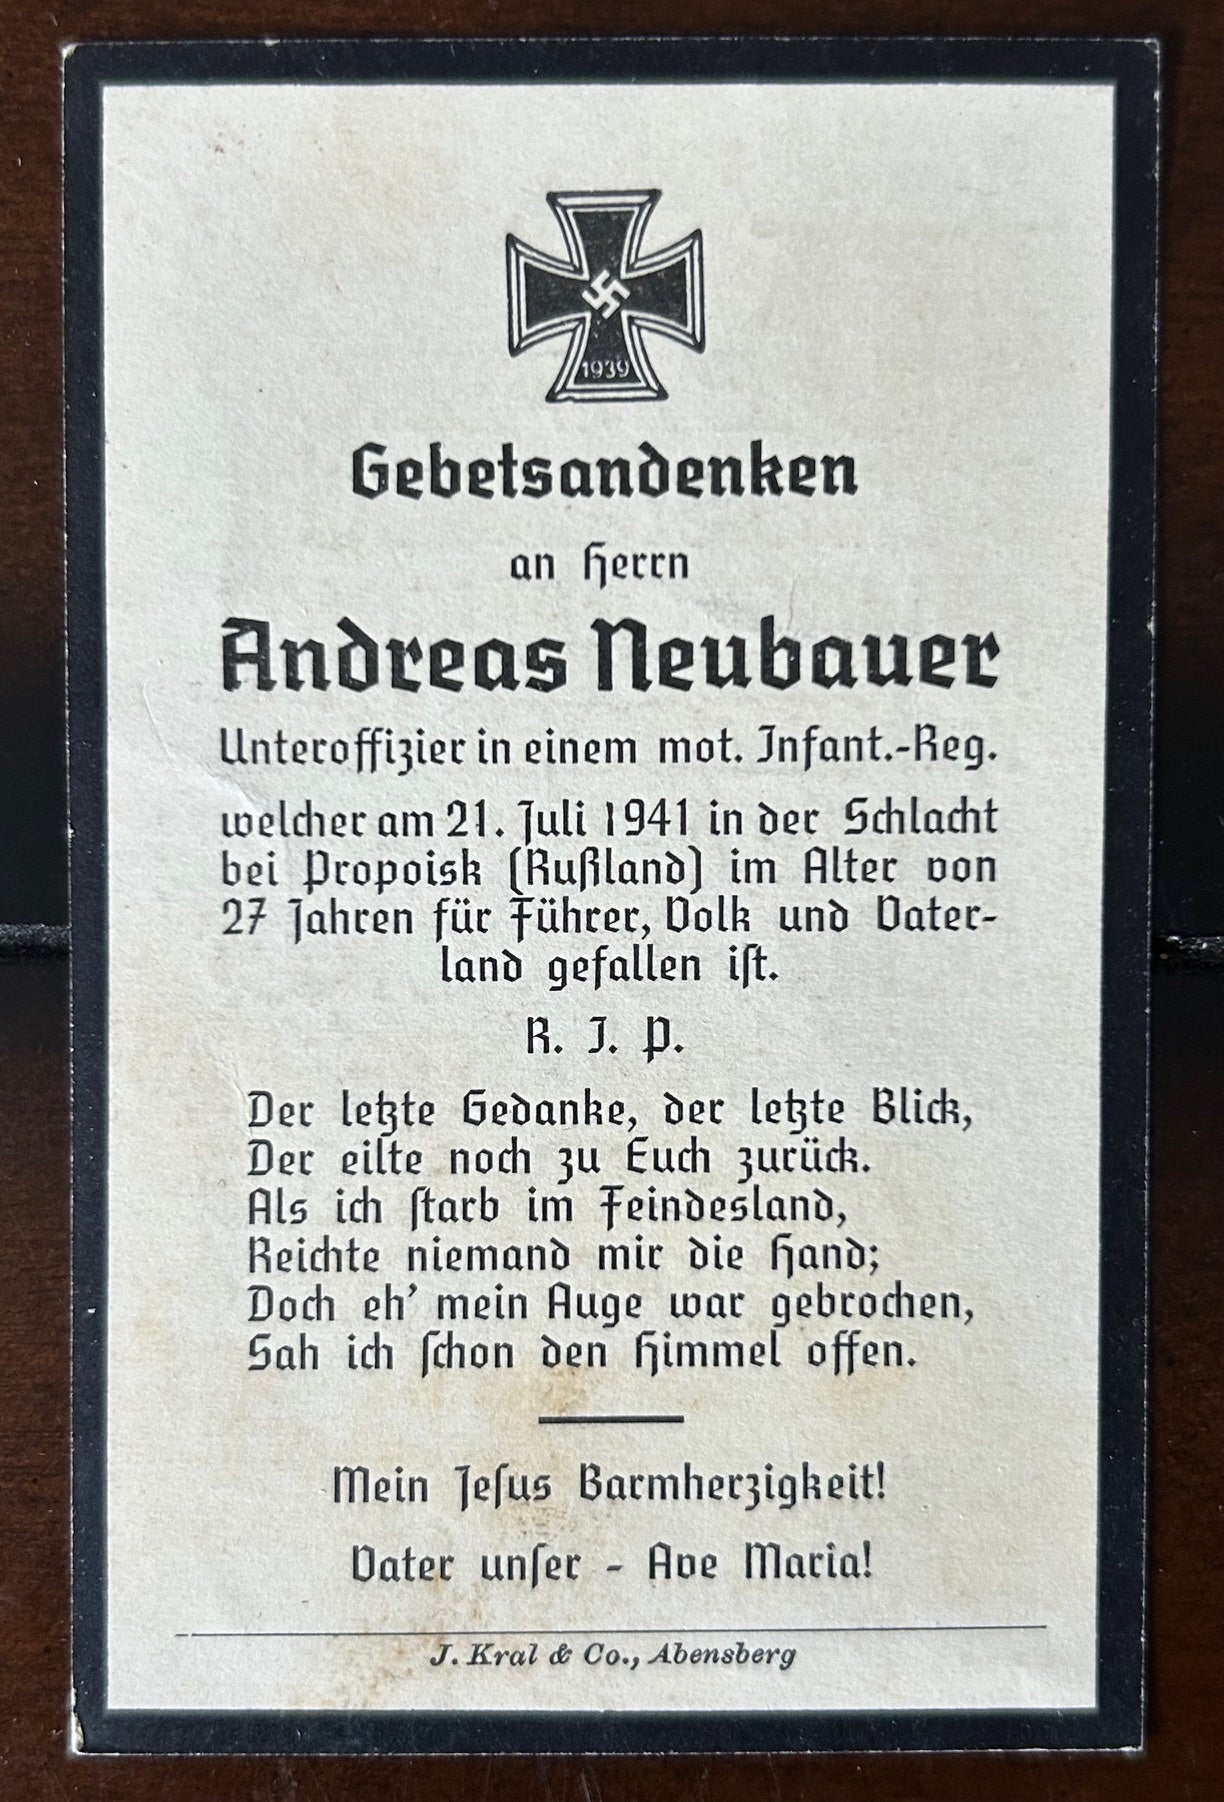 1939
Gebetsandenken
an Herrn
Andreas Neubauer
Unteroffizier in einem mot. Infant.-Reg.
welcher am 21. Juli 1941 in der Schlacht
bei Propoisk (Rußland) im Alter von
27 Jahren für Führer, Volk und Vater-
land gefallen iſt.
R. I. P.
Der letzte Gedanke, der letzte Blick,
Der eilte noch zu Euch zurück.
Als ich ſtarb im Feindesland,
Reichte niemand mir die Hand;
Doch eh’ mein Auge war gebrochen,
Sah ich ſchon den Himmel offen.
Mein Jeſus Barmherzigkeit!
Vater unſer - Ave Maria!
J. Kral & Co., Abensberg